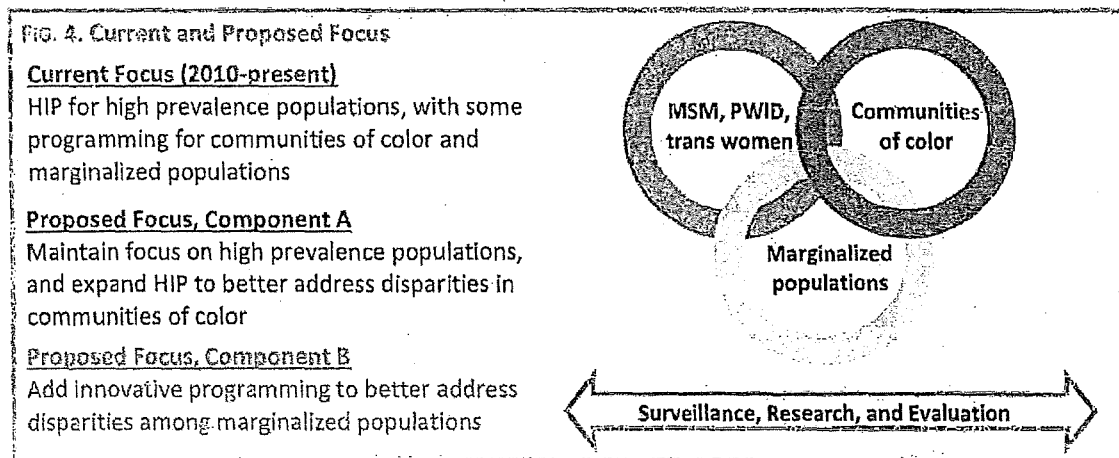 FIG. 4. Current and Proposed Focus
Current Focus (2010-present)
HIP for high prevalence populations, with some
programming for communities of color and
marginalized populations
Proposed Focus, Component A
Maintain focus on high prevalence populations,
and expand HIP to better address disparities in
communities of color
Proposed Focus, Component B
Add innovative programming to better address
disparities among marginalized populations
MSM, PWID,
trans women
Communities
of color
Marginalized
populations
Surveillance, Research, and Evaluation